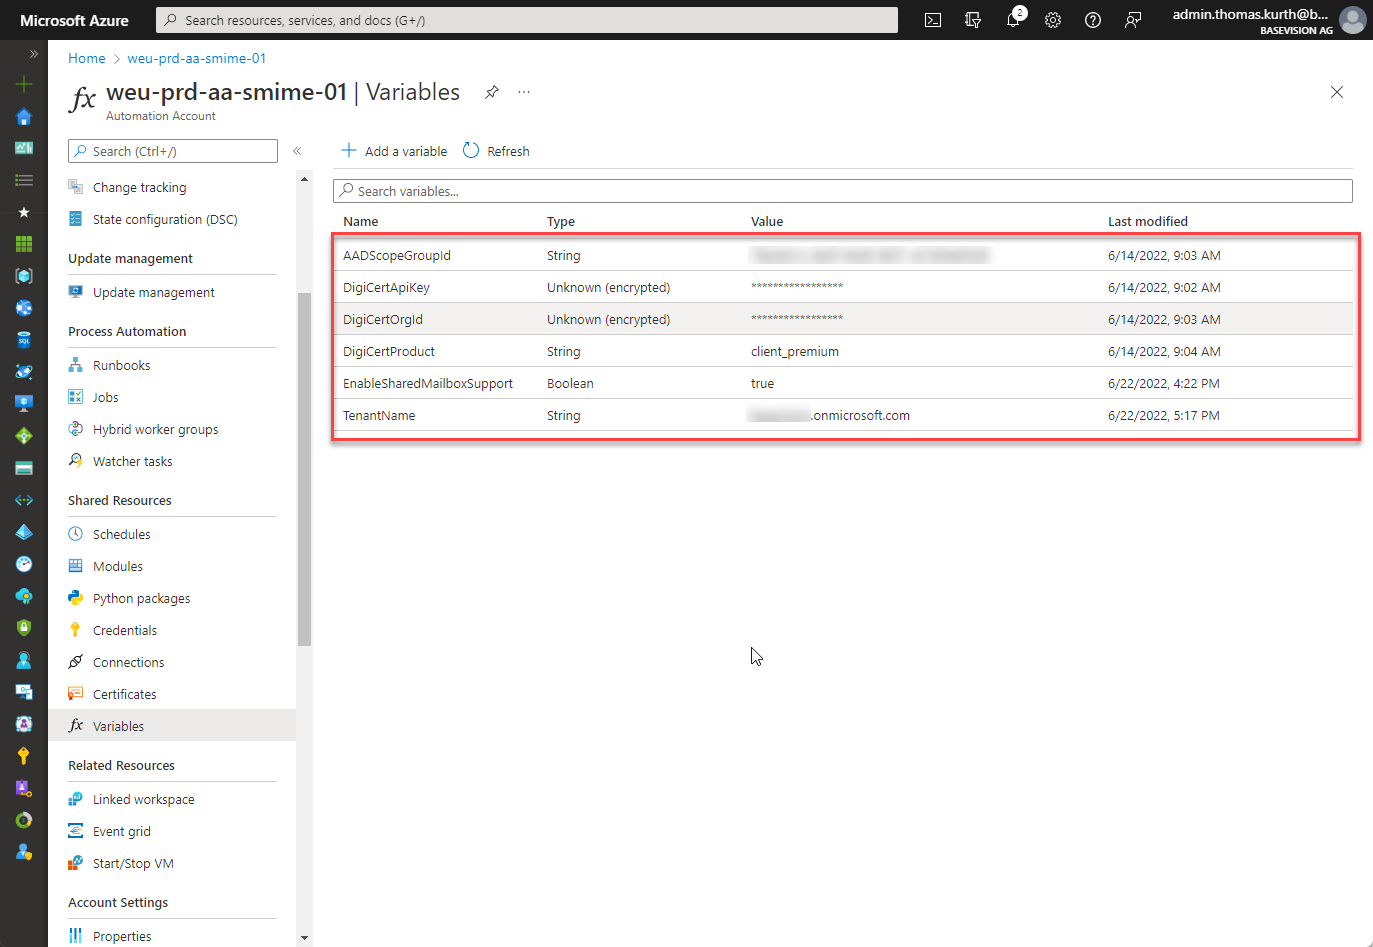 Microsoft Azure
Search resources, services, and docs (G+/)
2
admin.thomas.kurth@b...
BASEVISION AG
Home > weu-prd-aa-smime-01
fx weu-prd-aa-smime-01 | Variables ...
Automation Account
Search (Ctrl+/)
Change tracking
State configuration (DSC)
Update management
Update management
Process Automation
Runbooks
Jobs
Hybrid worker groups
Watcher tasks
Shared Resources
Schedules
Modules
Python packages
Credentials
Connections
Certificates
fx Variables
Related Resources
Linked workspace
Event grid
Start/Stop VM
Account Settings
Properties
Add a variable Refresh
Search variables...
Name Type Value Last modified
AADScopeGroupId String 6/14/2022, 9:03 AM
DigiCertApiKey Unknown (encrypted) ***************** 6/14/2022, 9:02 AM
DigiCertOrgId Unknown (encrypted) ***************** 6/14/2022, 9:03 AM
DigiCertProduct String client_premium 6/14/2022, 9:04 AM
EnableSharedMailboxSupport Boolean true 6/22/2022, 4:22 PM
TenantName String .onmicrosoft.com 6/22/2022, 5:17 PM